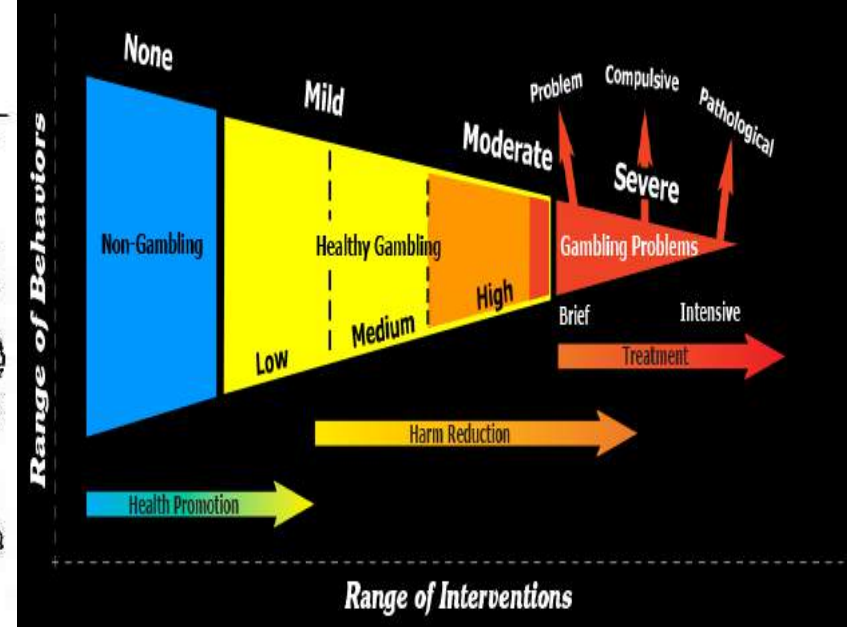 None
Mild
Moderate
Problem
Compulsive
Pathological
Severe
Range of Behaviors
Non-Gambling
Healthy Gambling
Gambling Problems
Low
Medium
High
Brief
Intensive
Treatment
Harm Reduction
Health Promotion
Range of Interventions